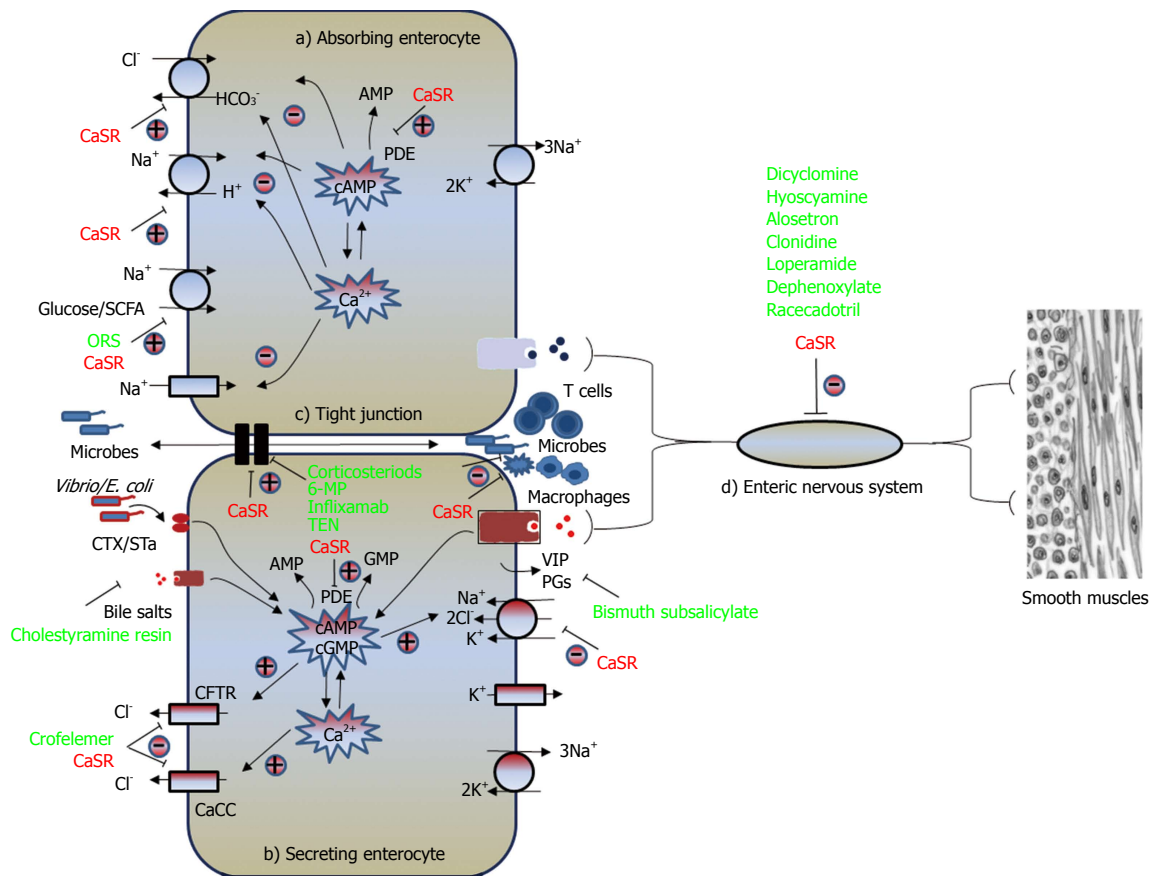 a) Absorbing enterocyte
Cl⁻
HCO₃⁻
CaSR
+
Na⁺
H⁺
CaSR
+
Na⁺
Glucose/SCFA
ORS
CaSR
+
Na⁺
−
−
−
AMP
CaSR
+
PDE
cAMP
Ca²⁺
3Na⁺
2K⁺
c) Tight junction
T cells
Microbes
Macrophages
Microbes
Vibrio/E. coli
CTX/STa
Bile salts
Cholestyramine resin
CaSR
+
Corticosteriods
6-MP
Inflixamab
TEN
CaSR
+
−
CaSR
AMP
GMP
PDE
cAMP
cGMP
+
+
Ca²⁺
+
VIP
PGs
Bismuth subsalicylate
Na⁺
2Cl⁻
K⁺
−
CaSR
K⁺
3Na⁺
2K⁺
CFTR
Cl⁻
Crofelemer
CaSR
−
Cl⁻
CaCC
b) Secreting enterocyte
Dicyclomine
Hyoscyamine
Alosetron
Clonidine
Loperamide
Dephenoxylate
Racecadotril
CaSR
−
d) Enteric nervous system
Smooth muscles